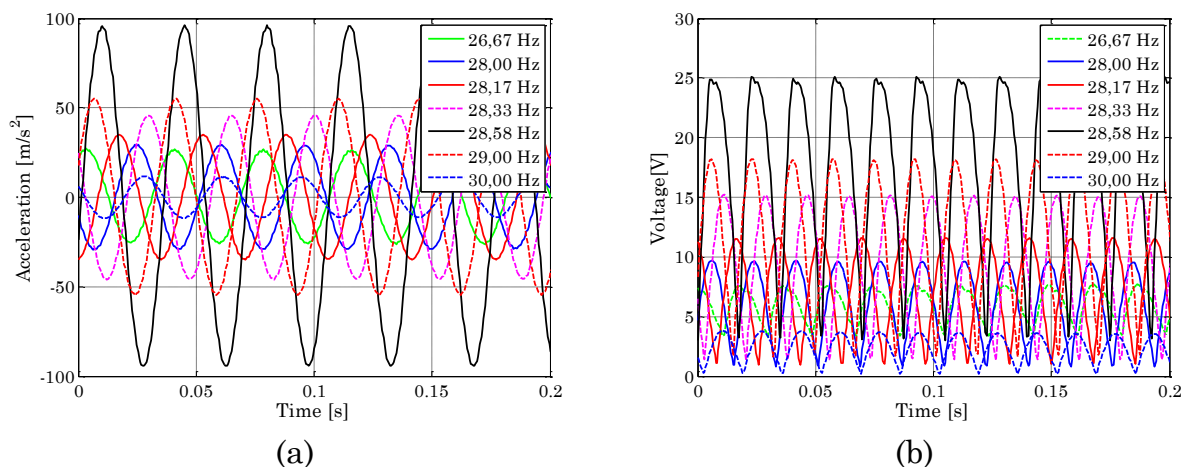 100
50
0
-50
-100
0
0.05
0.1
0.15
0.2
Acceleration [m/s²]
Time [s]
26,67 Hz
28,00 Hz
28,17 Hz
28,33 Hz
28,58 Hz
29,00 Hz
30,00 Hz
(a)
30
25
20
15
10
5
0
0
0.05
0.1
0.15
0.2
Voltage[V]
Time [s]
26,67 Hz
28,00 Hz
28,17 Hz
28,33 Hz
28,58 Hz
29,00 Hz
30,00 Hz
(b)